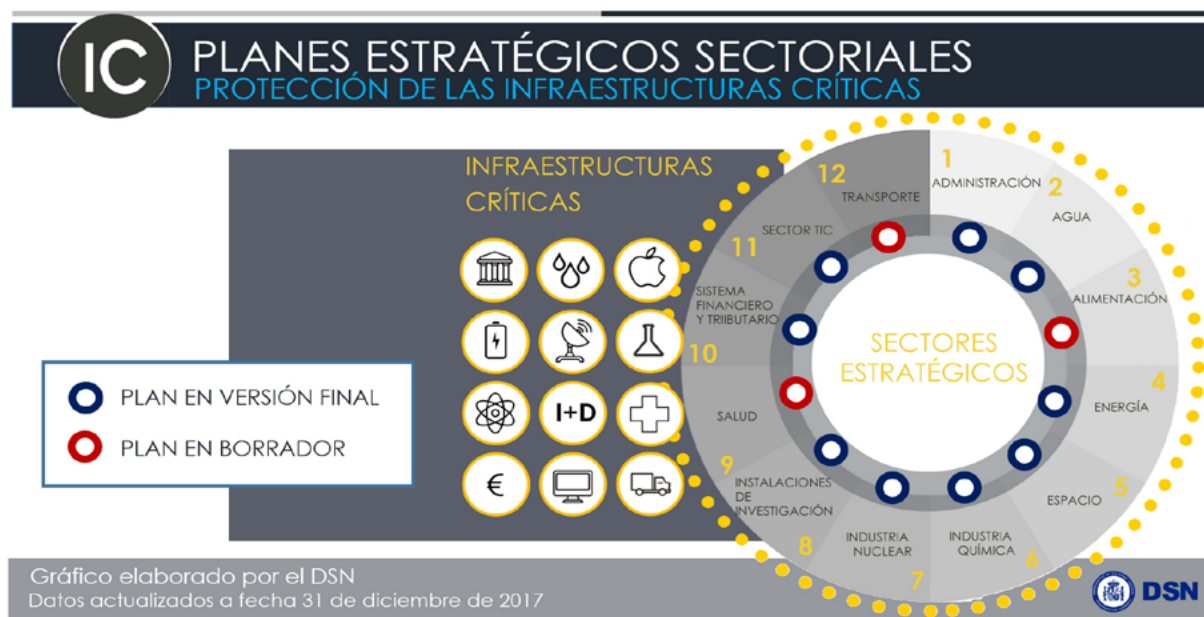 IC
PLANES ESTRATÉGICOS SECTORIALES
PROTECCIÓN DE LAS INFRAESTRUCTURAS CRÍTICAS
INFRAESTRUCTURAS
CRÍTICAS
I+D
€
PLAN EN VERSIÓN FINAL
PLAN EN BORRADOR
SECTORES
ESTRATÉGICOS
1
ADMINISTRACIÓN
2
AGUA
3
ALIMENTACIÓN
4
ENERGÍA
5
ESPACIO
6
INDUSTRIA
QUÍMICA
7
INDUSTRIA
NUCLEAR
8
INSTALACIONES
DE
INVESTIGACIÓN
9
SALUD
10
SISTEMA
FINANCIERO
Y TRIIBUTARIO
11
SECTOR TIC
12
TRANSPORTE
Gráfico elaborado por el DSN
Datos actualizados a fecha 31 de diciembre de 2017
DSN